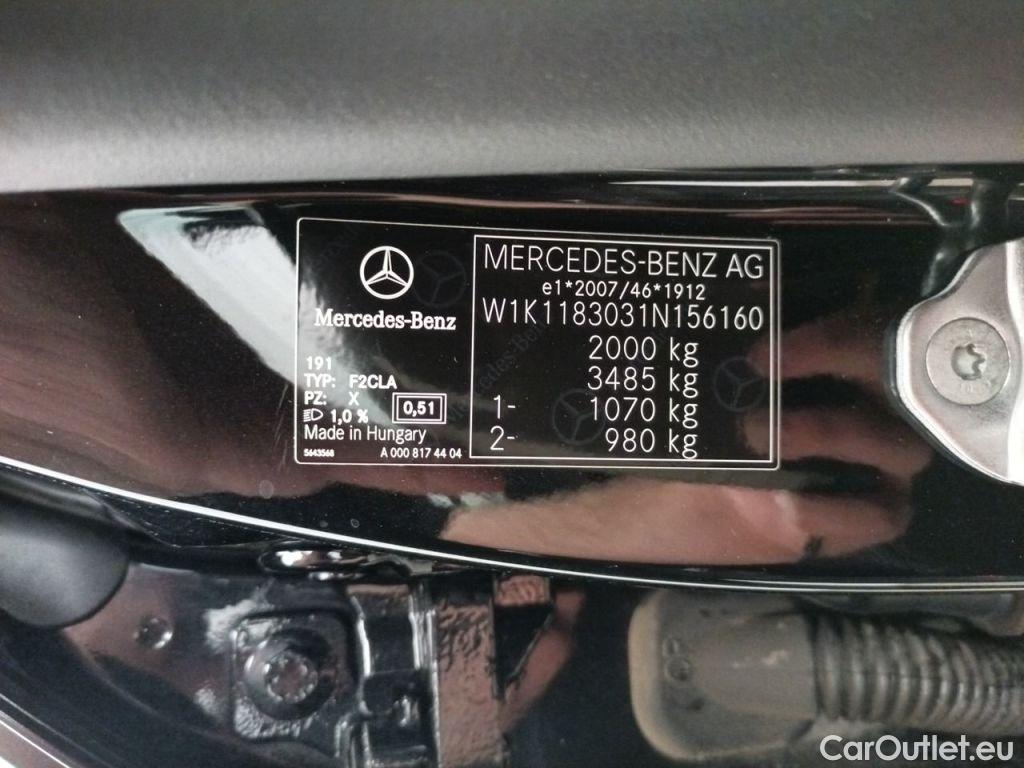 Mercedes-Benz
191
TYP: F2CLA
PZ: X
1,0 % 0,51
Made in Hungary
5643568 A 000 817 44 04
MERCEDES-BENZ AG
e1*2007/46*1912
W1K1183031N156160
2000 kg
3485 kg
1- 1070 kg
2- 980 kg
CarOutlet.eu